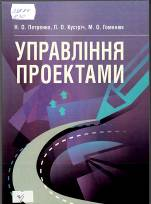 Н. О. Петренко, Л. О. Кустріч, М. О. Гоменюк
УПРАВЛІННЯ
ПРОЕКТАМИ